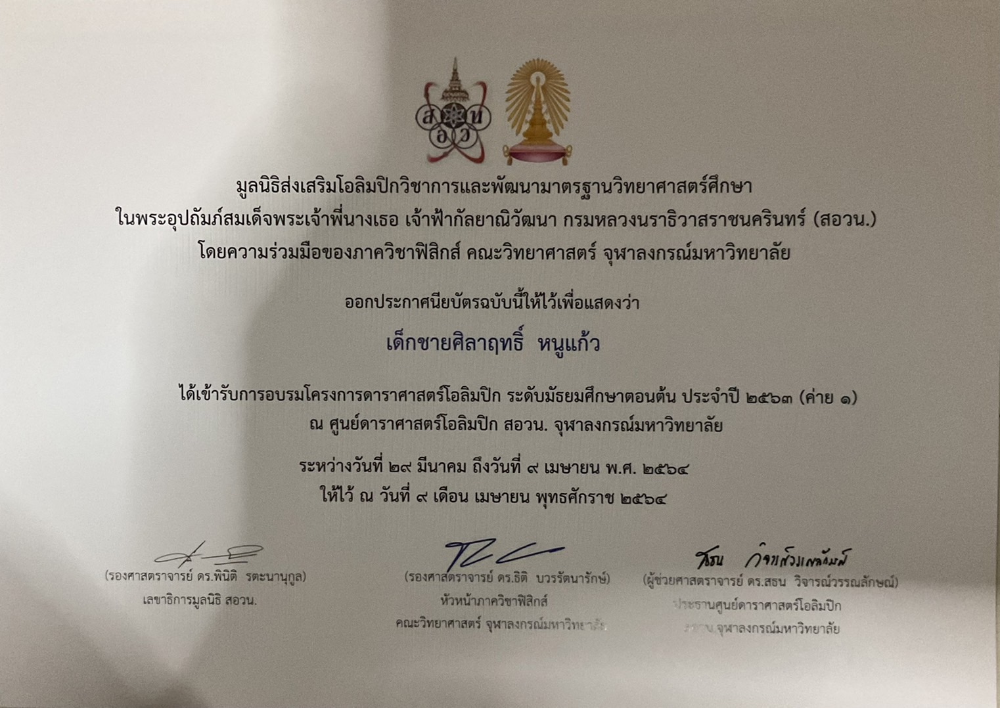 ส อ ว น
มูลนิธิส่งเสริมโอลิมปิกวิชาการและพัฒนามาตรฐานวิทยาศาสตร์ศึกษา
ในพระอุปถัมภ์สมเด็จพระเจ้าพี่นางเธอ เจ้าฟ้ากัลยาณิวัฒนา กรมหลวงนราธิวาสราชนครินทร์ (สอวน.)
โดยความร่วมมือของภาควิชาฟิสิกส์ คณะวิทยาศาสตร์ จุฬาลงกรณ์มหาวิทยาลัย
ออกประกาศนียบัตรฉบับนี้ให้ไว้เพื่อแสดงว่า
เด็กชายศิลาฤทธิ์ หนูแก้ว
ได้เข้ารับการอบรมโครงการดาราศาสตร์โอลิมปิก ระดับมัธยมศึกษาตอนต้น ประจำปี ๒๕๖๓ (ค่าย ๑)
ณ ศูนย์ดาราศาสตร์โอลิมปิก สอวน. จุฬาลงกรณ์มหาวิทยาลัย
ระหว่างวันที่ ๒๙ มีนาคม ถึงวันที่ ๙ เมษายน พ.ศ. ๒๕๖๔
ให้ไว้ ณ วันที่ ๙ เดือน เมษายน พุทธศักราช ๒๕๖๔
(รองศาสตราจารย์ ดร.พินิติ รตะนานุกูล)
เลขาธิการมูลนิธิ สอวน.
(รองศาสตราจารย์ ดร.ธิติ บวรรัตนารักษ์)
หัวหน้าภาควิชาฟิสิกส์
คณะวิทยาศาสตร์ จุฬาลงกรณ์มหาวิทยาลัย
สธน วิจารณ์วรรณลักษณ์
(ผู้ช่วยศาสตราจารย์ ดร.สธน วิจารณ์วรรณลักษณ์)
ประธานศูนย์ดาราศาสตร์โอลิมปิก
สอวน.จุฬาลงกรณ์มหาวิทยาลัย